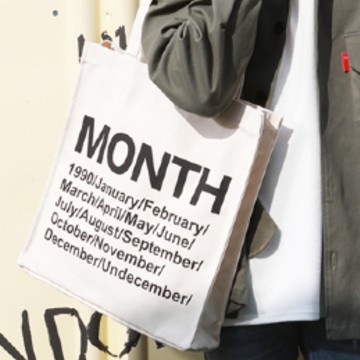 MONTH
1990/January/February/
March/April/May/June/
July/August/September/
October/November/
December/Undecember/